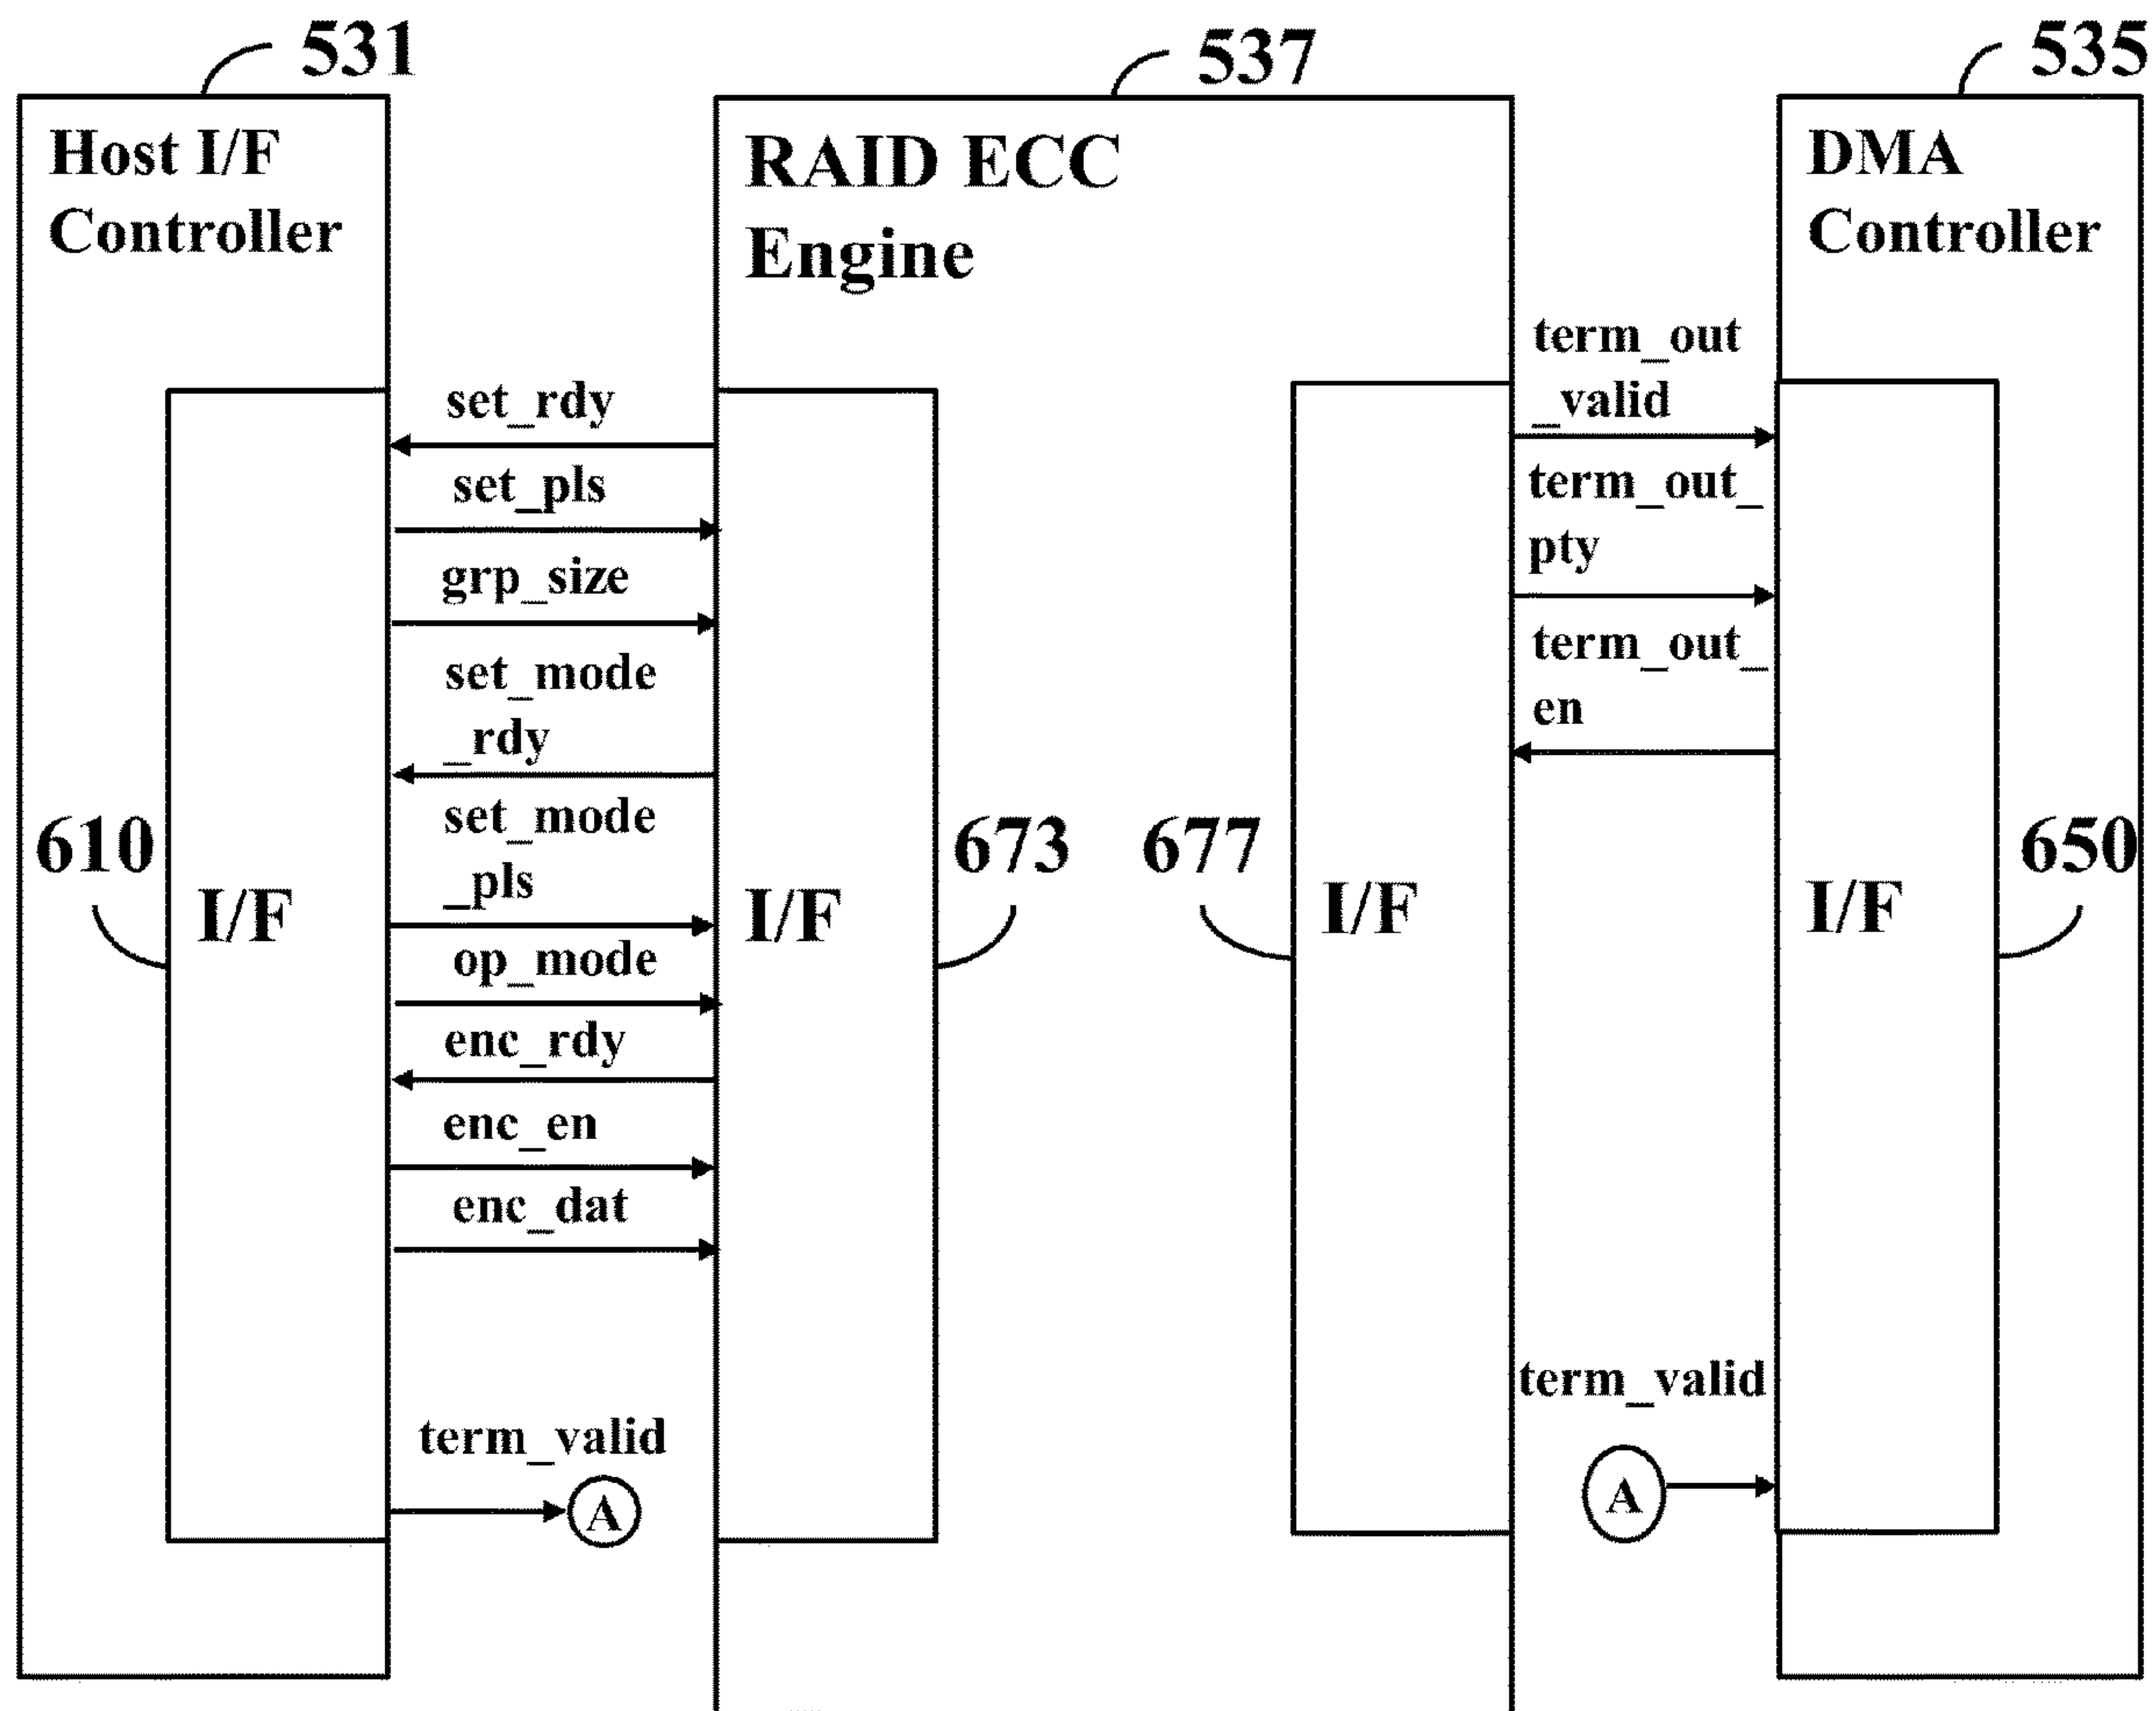 531
537
535
Host I/F
Controller
RAID ECC
Engine
DMA
Controller
set_rdy
set_pls
grp_size
set_mode
_rdy
set_mode
_pls
op_mode
enc_rdy
enc_en
enc_dat
term_valid
A
610
I/F
673
I/F
677
I/F
term_out
_valid
term_out_
pty
term_out_
en
term_valid
A
650
I/F